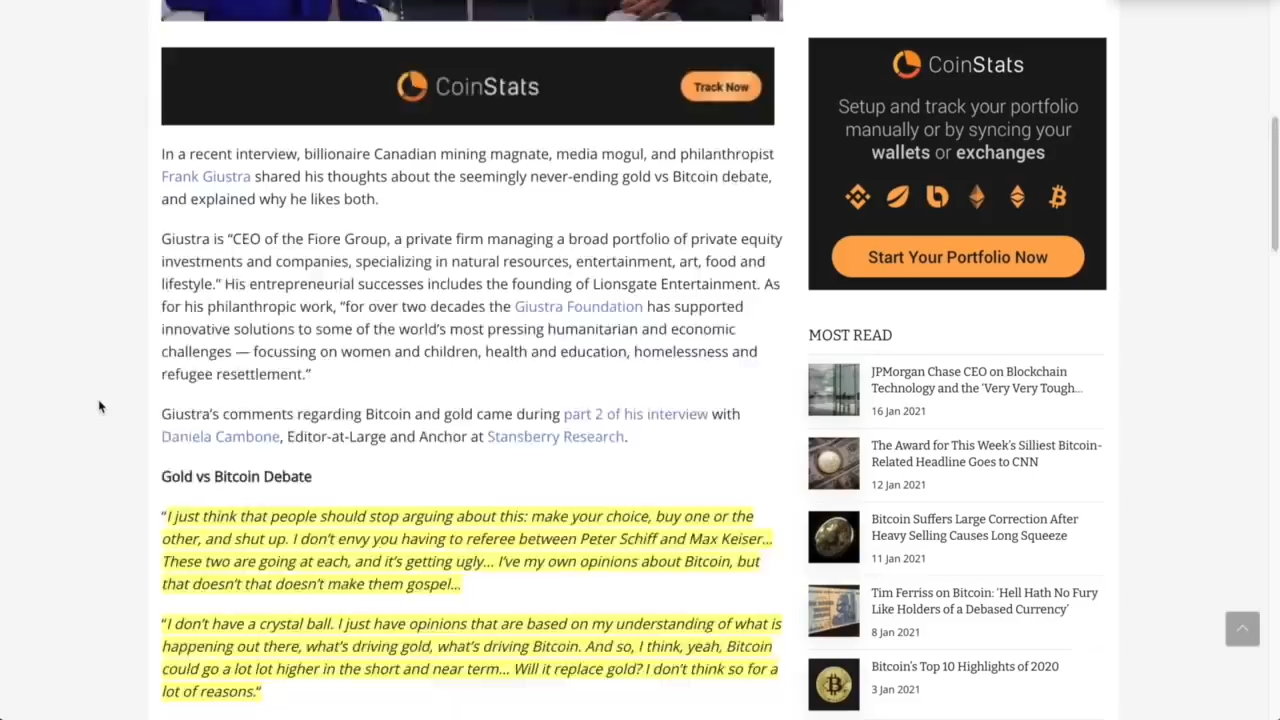 CoinStats
Track Now
In a recent interview, billionaire Canadian mining magnate, media mogul, and philanthropist
Frank Giustra shared his thoughts about the seemingly never-ending gold vs Bitcoin debate,
and explained why he likes both.
Giustra is “CEO of the Fiore Group, a private firm managing a broad portfolio of private equity
investments and companies, specializing in natural resources, entertainment, art, food and
lifestyle.” His entrepreneurial successes includes the founding of Lionsgate Entertainment. As
for his philanthropic work, “for over two decades the Giustra Foundation has supported
innovative solutions to some of the world’s most pressing humanitarian and economic
challenges — focussing on women and children, health and education, homelessness and
refugee resettlement.”
Giustra’s comments regarding Bitcoin and gold came during part 2 of his interview with
Daniela Cambone, Editor-at-Large and Anchor at Stansberry Research.
Gold vs Bitcoin Debate
“I just think that people should stop arguing about this: make your choice, buy one or the
other, and shut up. I don’t envy you having to referee between Peter Schiff and Max Keiser…
These two are going at each, and it’s getting ugly… I’ve my own opinions about Bitcoin, but
that doesn’t that doesn’t make them gospel…
“I don’t have a crystal ball. I just have opinions that are based on my understanding of what is
happening out there, what’s driving gold, what’s driving Bitcoin. And so, I think, yeah, Bitcoin
could go a lot lot higher in the short and near term… Will it replace gold? I don’t think so for a
lot of reasons.“
CoinStats
Setup and track your portfolio
manually or by syncing your
wallets or exchanges
Start Your Portfolio Now
MOST READ
JPMorgan Chase CEO on Blockchain
Technology and the ‘Very Very Tough...
16 Jan 2021
The Award for This Week’s Silliest Bitcoin-
Related Headline Goes to CNN
12 Jan 2021
Bitcoin Suffers Large Correction After
Heavy Selling Causes Long Squeeze
11 Jan 2021
Tim Ferriss on Bitcoin: ‘Hell Hath No Fury
Like Holders of a Debased Currency’
8 Jan 2021
Bitcoin’s Top 10 Highlights of 2020
3 Jan 2021